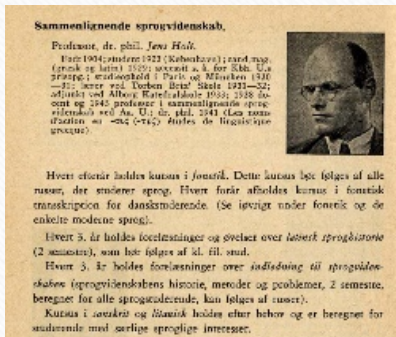 Sammenlignende sprogvidenskab.
Professor, dr. phil. Jens Holt.
Født 1904; student 1922 (København); cand. mag.
(græsk og latin) 1929; accessit s. å. for Kbh. U.s
prisopg.; studieophold i Paris og München 1930
—31; lærer ved Torben Brix' Skole 1931—32;
adjunkt ved Ålborg Katedralskole 1933; 1938 do-
cent og 1945 professor i sammenlignende sprog-
videnskab ved Aa. U.; dr. phil. 1941 (Les noms
d'action en -σις (-τις) études de linguistique
grecque)
Hvert efterår holdes kursus i fonetik. Dette kursus bør følges af alle
russer, der studerer sprog. Hvert forår afholdes kursus i fonetisk
transskription for danskstuderende. (Se iøvrigt under fonetik og de
enkelte moderne sprog).
Hvert 3. år holdes forelæsninger og øvelser over latinsk sproghistorie
(2 semestre), som bør følges af kl. fil. stud.
Hvert 3. år holdes forelæsninger over indledning til sprogviden-
skaben (sprogvidenskabens historie, metoder og problemer, 2 semestre,
beregnet for alle sprogstuderende, kan følges af russer).
Kursus i sanskrit og litauisk holdes efter behov og er beregnet for
studerende med særlige sproglige interesser.